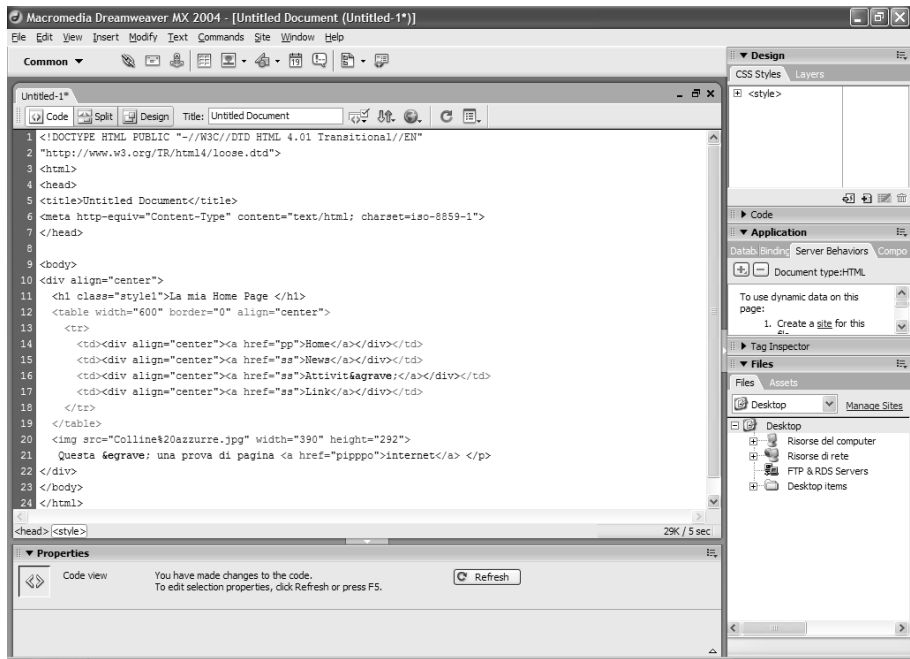 Macromedia Dreamweaver MX 2004 - [Untitled Document (Untitled-1*)]
File Edit View Insert Modify Text Commands Site Window Help
Common
19
Untitled-1*
Code Split Design Title: Untitled Document
1 <!DOCTYPE HTML PUBLIC "-//W3C//DTD HTML 4.01 Transitional//EN"
2 "http://www.w3.org/TR/html4/loose.dtd">
3 <html>
4 <head>
5 <title>Untitled Document</title>
6 <meta http-equiv="Content-Type" content="text/html; charset=iso-8859-1">
7 </head>
8
9 <body>
10 <div align="center">
11 <h1 class="style1">La mia Home Page </h1>
12 <table width="600" border="0" align="center">
13 <tr>
14 <td><div align="center"><a href="pp">Home</a></div></td>
15 <td><div align="center"><a href="ss">News</a></div></td>
16 <td><div align="center"><a href="ss">Attivit&agrave;</a></div></td>
17 <td><div align="center"><a href="ss">Link</a></div></td>
18 </tr>
19 </table>
20 <img src="Colline%20azzurre.jpg" width="390" height="292">
21 Questa &egrave; una prova di pagina <a href="pipppo">internet</a> </p>
22 </div>
23 </body>
24 </html>
<head> <style>
29K / 5 sec
Properties
Code view
You have made changes to the code.
To edit selection properties, click Refresh or press F5.
Refresh
Design
CSS Styles Layers
<style>
Code
Application
Datab Binding Server Behaviors Compo
Document type:HTML
To use dynamic data on this
page:
1. Create a site for this
Tag Inspector
Files
Files Assets
Desktop Manage Sites
Desktop
Risorse del computer
Risorse di rete
FTP & RDS Servers
Desktop items